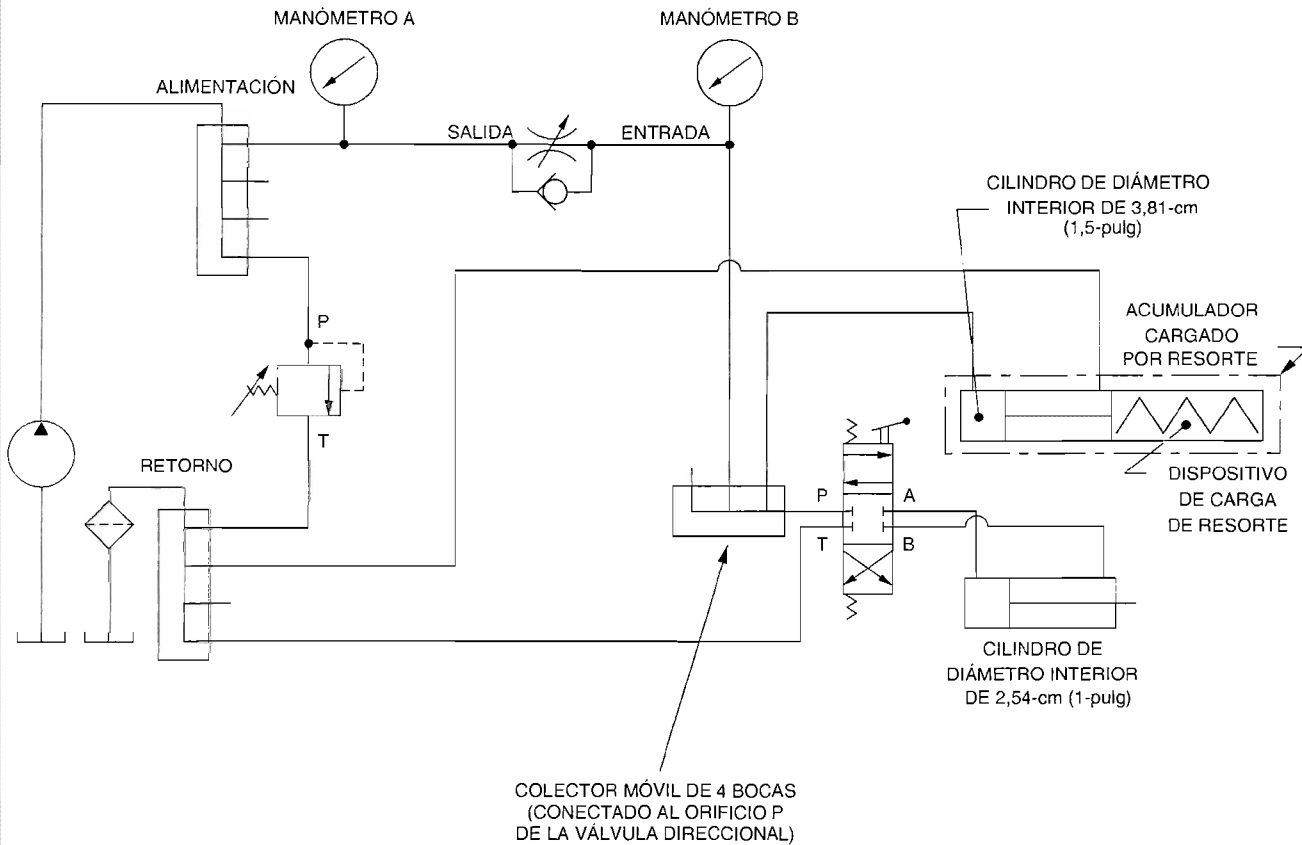 MANÓMETRO A
MANÓMETRO B
ALIMENTACIÓN
SALIDA
ENTRADA
CILINDRO DE DIÁMETRO
INTERIOR DE 3,81-cm
(1,5-pulg)
ACUMULADOR
CARGADO
POR RESORTE
P
T
RETORNO
P
A
T
B
DISPOSITIVO
DE CARGA
DE RESORTE
CILINDRO DE
DIÁMETRO INTERIOR
DE 2,54-cm (1-pulg)
COLECTOR MÓVIL DE 4 BOCAS
(CONECTADO AL ORIFICIO P
DE LA VÁLVULA DIRECCIONAL)